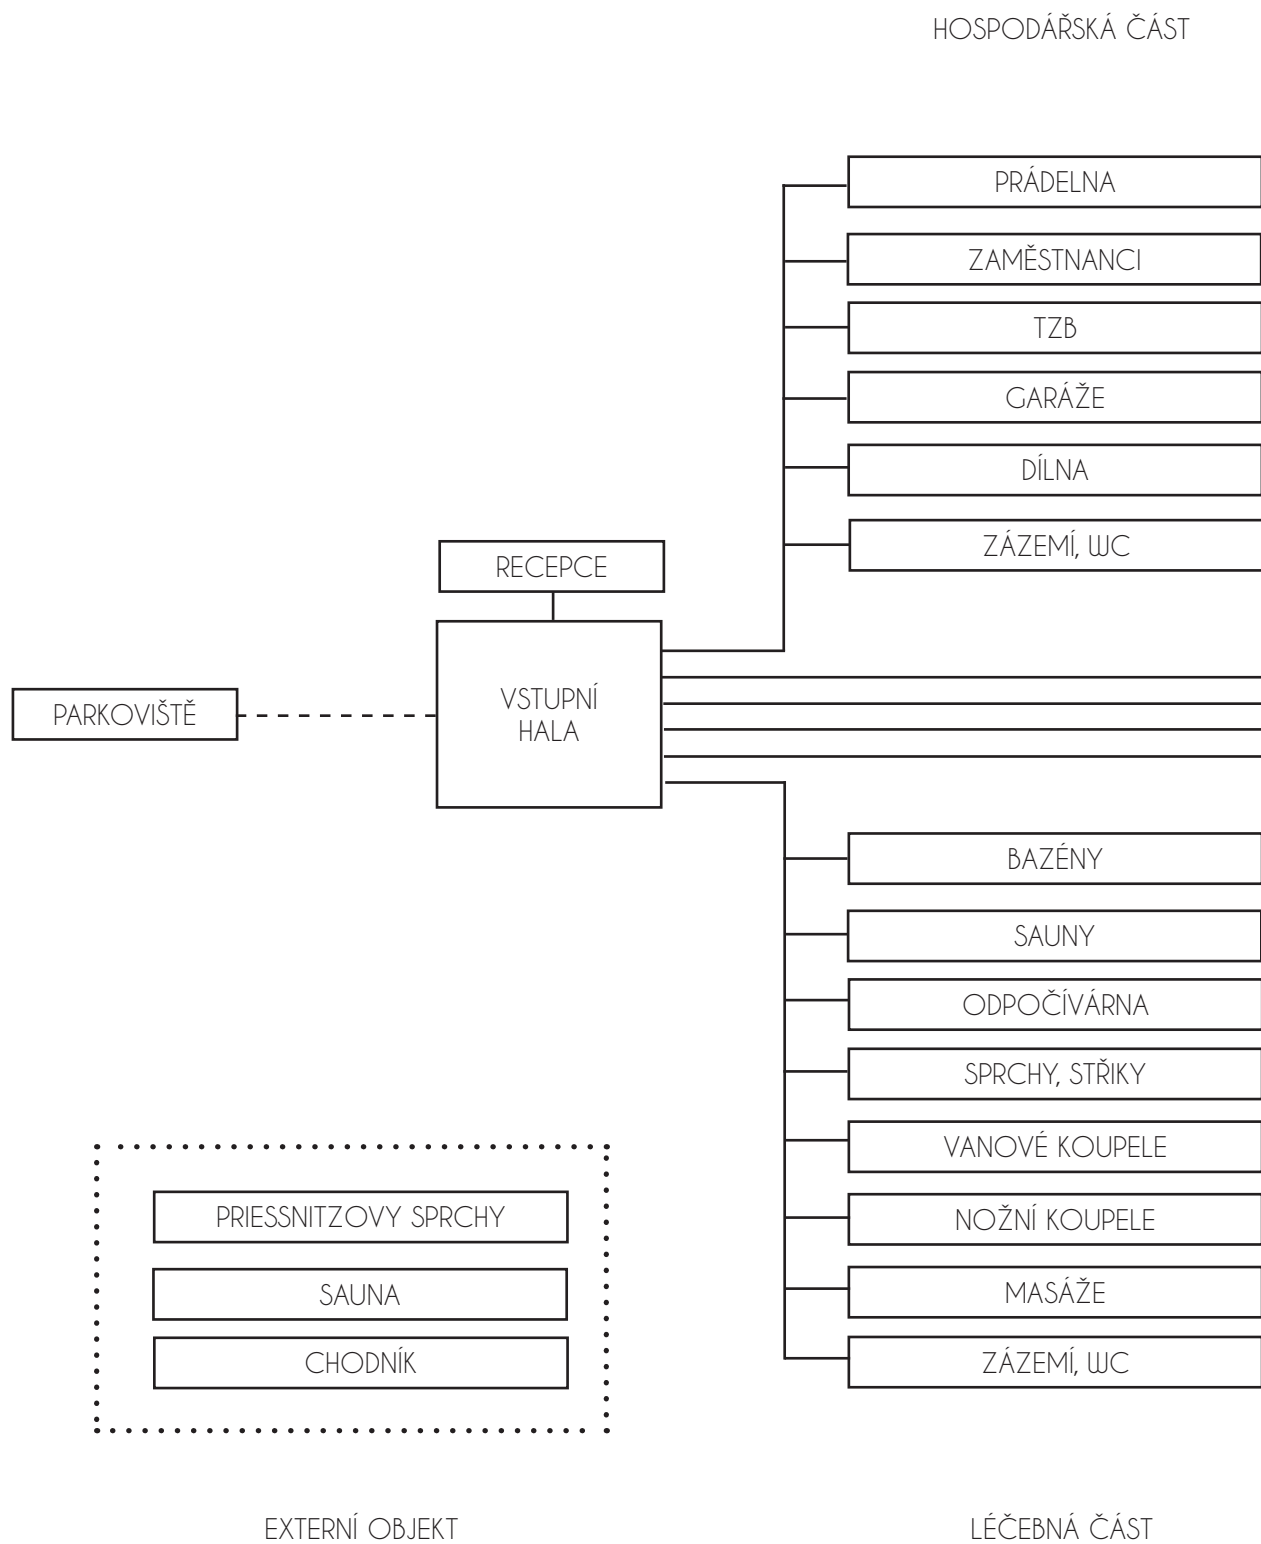 HOSPODÁŘSKÁ ČÁST
PRÁDELNA
ZAMĚSTNANCI
TZB
GARÁŽE
DÍLNA
ZÁZEMÍ, WC
RECEPCE
VSTUPNÍ
HALA
PARKOVIŠTĚ
BAZÉNY
SAUNY
ODPOČÍVÁRNA
SPRCHY, STŘIKY
VANOVÉ KOUPELE
NOŽNÍ KOUPELE
MASÁŽE
ZÁZEMÍ, WC
PRIESSNITZOVY SPRCHY
SAUNA
CHODNÍK
EXTERNÍ OBJEKT
LÉČEBNÁ ČÁST